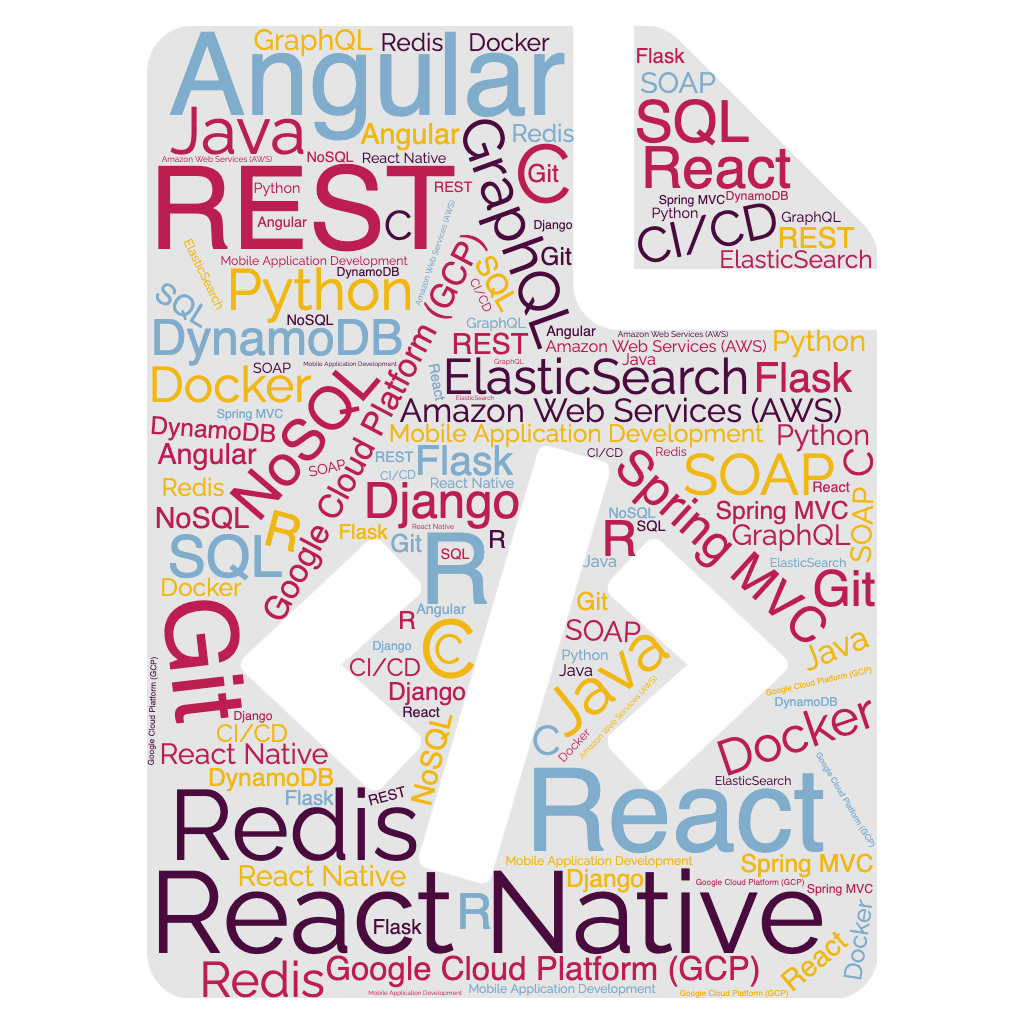 GraphQL
Redis
Docker
Angular
Flask
SOAP
SQL
React
Spring MVC
DynamoDB
Python
GraphQL
CI/CD
REST
ElasticSearch
Java
Angular
GraphQL
Redis
Amazon Web Services (AWS)
NoSQL
React Native
C
Git
REST
Python
REST
Angular
C
Django
Git
Amazon Web Services (AWS)
ElasticSearch
Mobile Application Development
DynamoDB
SQL
CI/CD
Python
SQL
NoSQL
GraphQL
DynamoDB
Google Cloud Platform (GCP)
REST
Angular
Amazon Web Services (AWS)
Amazon Web Services (AWS)
Python
Java
GraphQL
SOAP
Mobile Application Development
Docker
NoSQL
React
ElasticSearch
Flask
ElasticSearch
Spring MVC
Amazon Web Services (AWS)
DynamoDB
Mobile Application Development
Python
Angular
SOAP
REST
Flask
CI/CD
Redis
C
CI/CD
React Native
Spring MVC
SOAP
React
Redis
Django
NoSQL
R
Flask
React Native
NoSQL
SQL
R
Spring MVC
GraphQL
SOAP
SQL
Git
R
SQL
R
Java
ElasticSearch
Docker
Git
Git
Angular
R
Git
SOAP
Django
C
C
CI/CD
Python
Java
Java
Java
Django
React
Google Cloud Platform (GCP)
Google Cloud Platform (GCP)
DynamoDB
Amazon Web Services (AWS)
Django
CI/CD
NoSQL
C
Docker
Docker
React Native
DynamoDB
ElasticSearch
Google Cloud Platform (GCP)
Flask
REST
Redis
React
Mobile Application Development
Spring MVC
React Native
Django
Google Cloud Platform (GCP)
Spring MVC
React Native
R
Flask
Docker
React
Redis
Google Cloud Platform (GCP)
Mobile Application Development
Mobile Application Development
Google Cloud Platform (GCP)